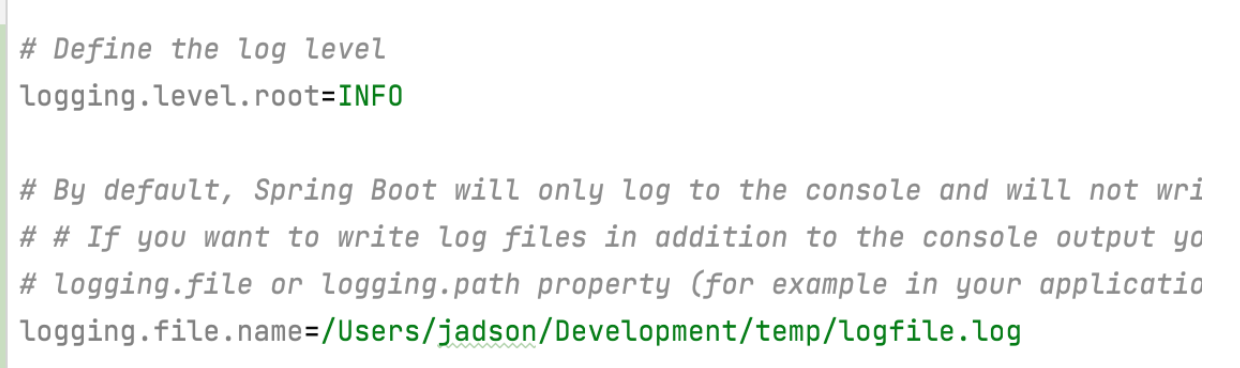 # Define the log level
logging.level.root=INFO
# By default, Spring Boot will only log to the console and will not wri
# # If you want to write log files in addition to the console output yo
# logging.file or logging.path property (for example in your applicatio
logging.file.name=/Users/jadson/Development/temp/logfile.log